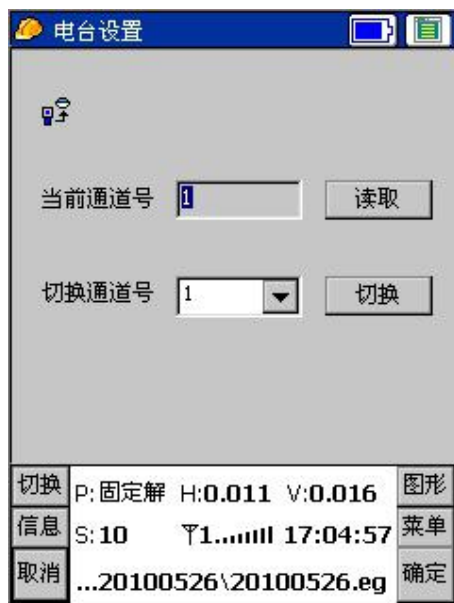 电台设置
当前通道号 1 读取
切换通道号 1 切换
切换 P:固定解 H:0.011 V:0.016 图形
信息 S:10 1 17:04:57 菜单
取消 ...20100526\20100526.eg 确定